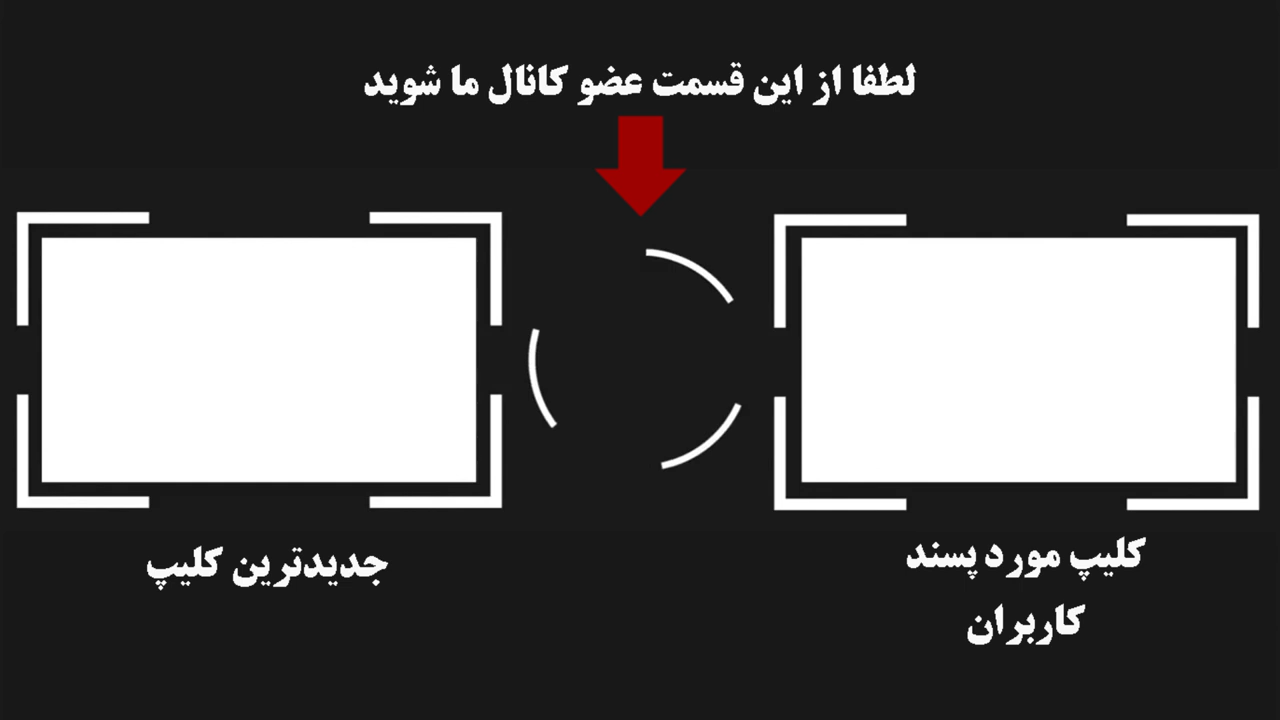 لطفا از این قسمت عضو کانال ما شوید
کلیپ مورد پسند
کاربران
جدیدترین کلیپ